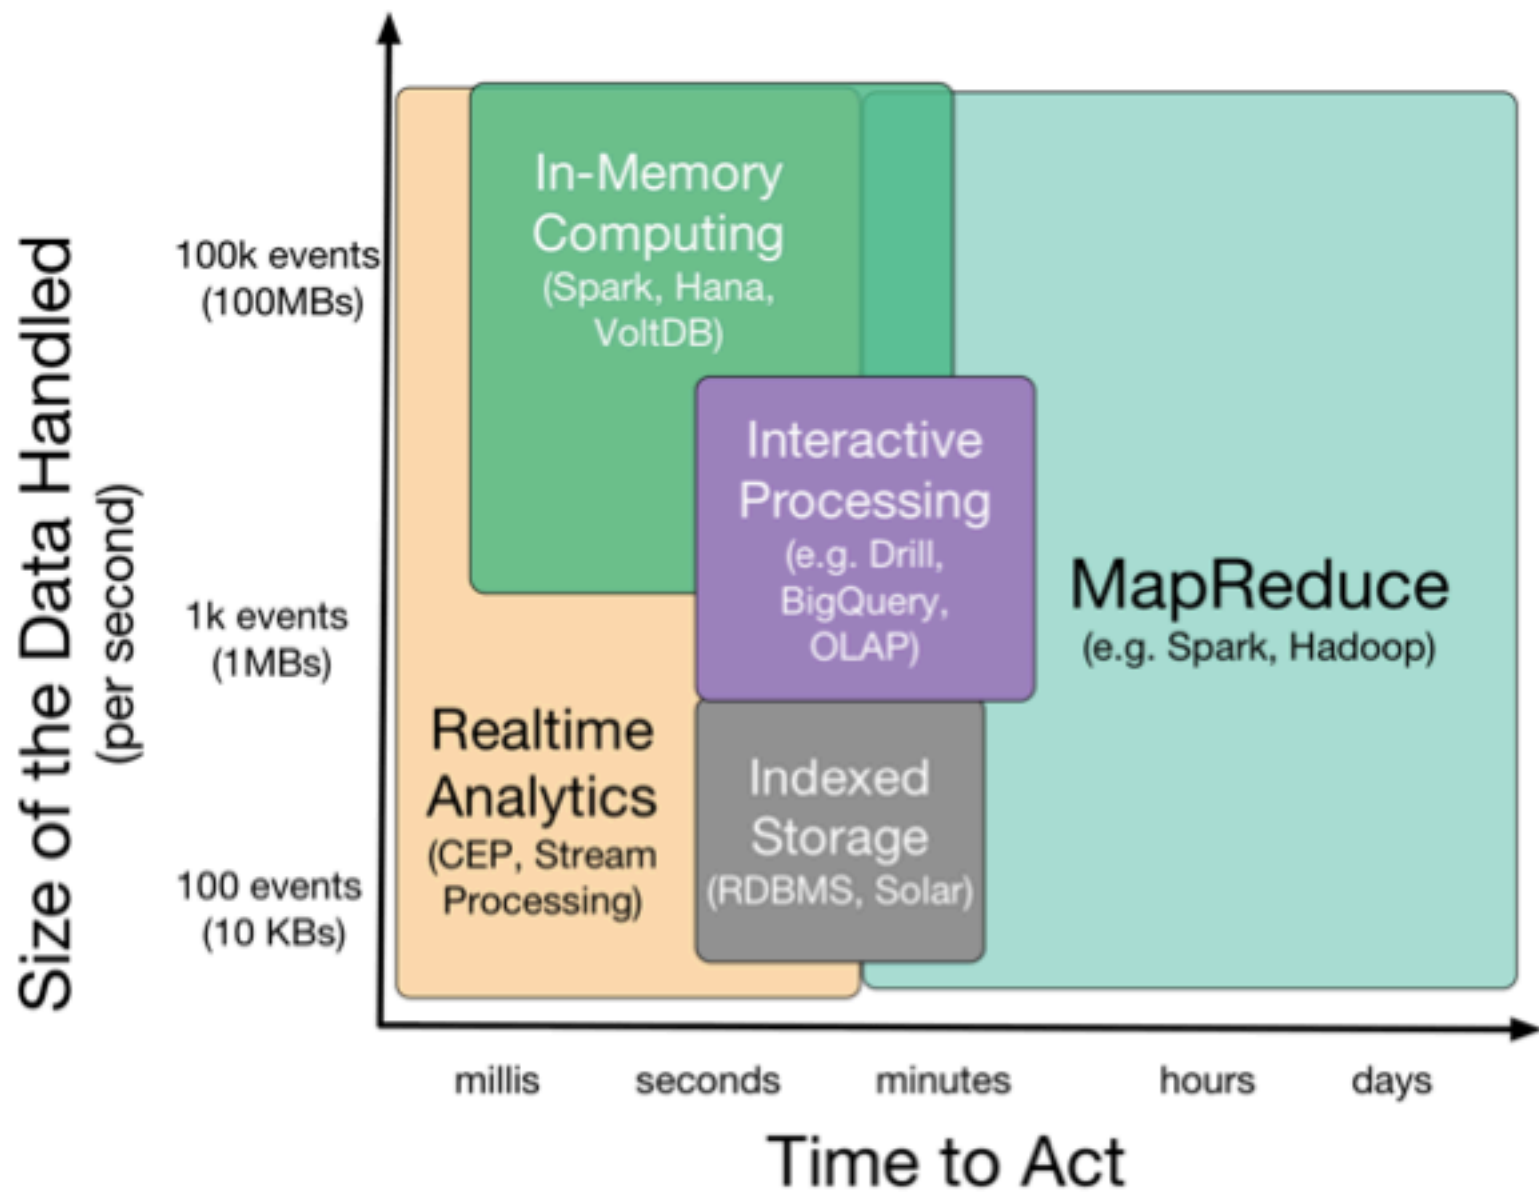 Size of the Data Handled
(per second)
100k events
(100MBs)
1k events
(1MBs)
100 events
(10 KBs)
In-Memory
Computing
(Spark, Hana,
VoltDB)
Interactive
Processing
(e.g. Drill,
BigQuery,
OLAP)
MapReduce
(e.g. Spark, Hadoop)
Realtime
Analytics
(CEP, Stream
Processing)
Indexed
Storage
(RDBMS, Solar)
millis
seconds
minutes
hours
days
Time to Act